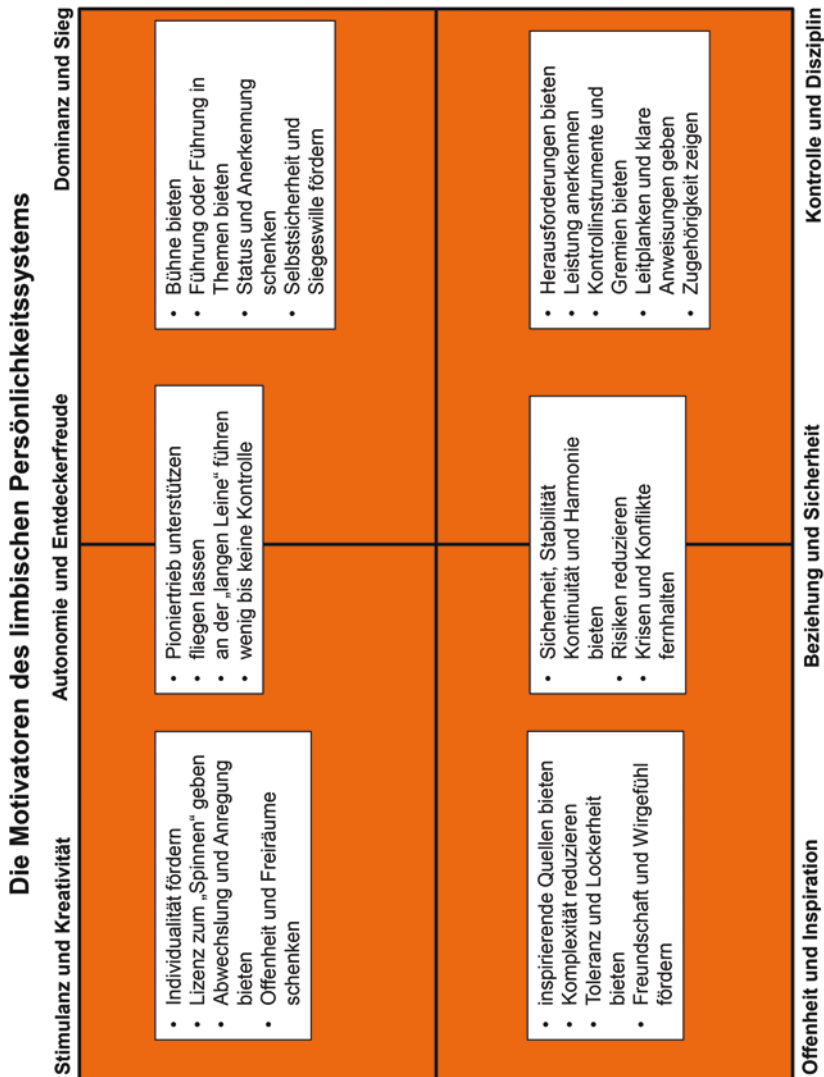 Die Motivatoren des limbischen Persönlichkeitssystems
Stimulanz und Kreativität
Autonomie und Entdeckerfreude
Dominanz und Sieg
• Individualität fördern
• Lizenz zum „Spinnen“ geben
• Abwechslung und Anregung
bieten
• Offenheit und Freiräume
schenken
• Pioniertrieb unterstützen
• fliegen lassen
• an der „langen Leine“ führen
• wenig bis keine Kontrolle
• Bühne bieten
• Führung oder Führung in
Themen bieten
• Status und Anerkennung
schenken
• Selbstsicherheit und
Siegeswille fördern
• inspirierende Quellen bieten
• Komplexität reduzieren
• Toleranz und Lockerheit
bieten
• Freundschaft und Wirgefühl
fördern
• Sicherheit, Stabilität
Kontinuität und Harmonie
bieten
• Risiken reduzieren
• Krisen und Konflikte
fernhalten
• Herausforderungen bieten
• Leistung anerkennen
• Kontrollinstrumente und
Gremien bieten
• Leitplanken und klare
Anweisungen geben
• Zugehörigkeit zeigen
Offenheit und Inspiration
Beziehung und Sicherheit
Kontrolle und Disziplin